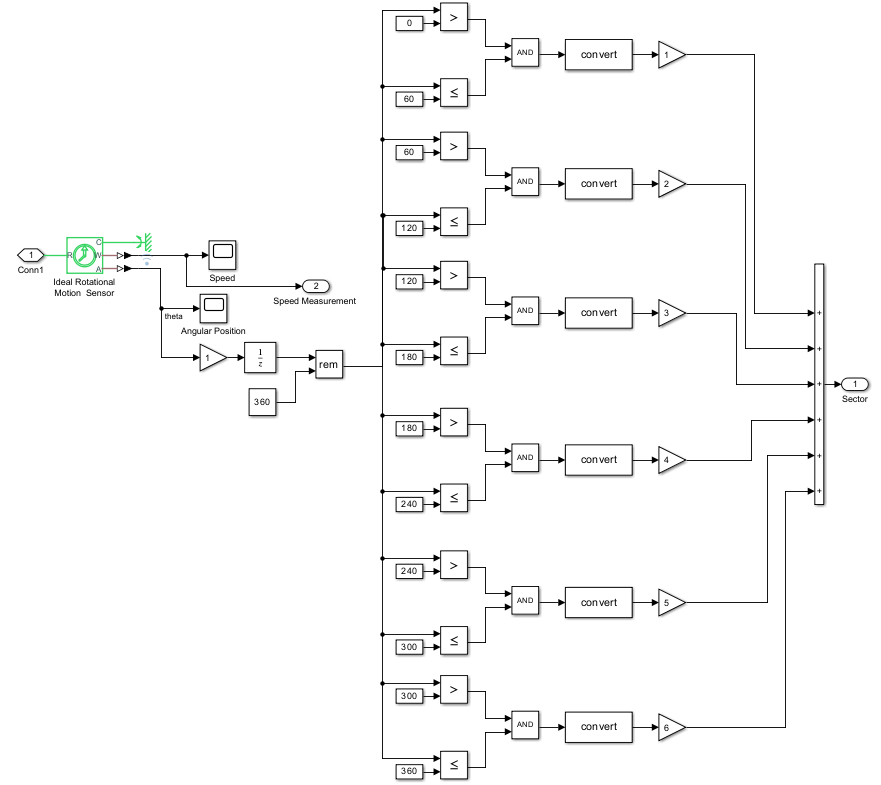 0
>
AND
convert
1
60
≤
60
>
AND
convert
2
120
≤
1
Conn1
R
C
W
A
Ideal Rotational
Motion Sensor
Speed
2
Speed Measurement
theta
Angular Position
1
1
z
360
rem
120
>
AND
convert
3
180
≤
180
>
AND
convert
4
240
≤
240
>
AND
convert
5
300
≤
300
>
AND
convert
6
360
≤
+
+
+
+
+
+
1
Sector